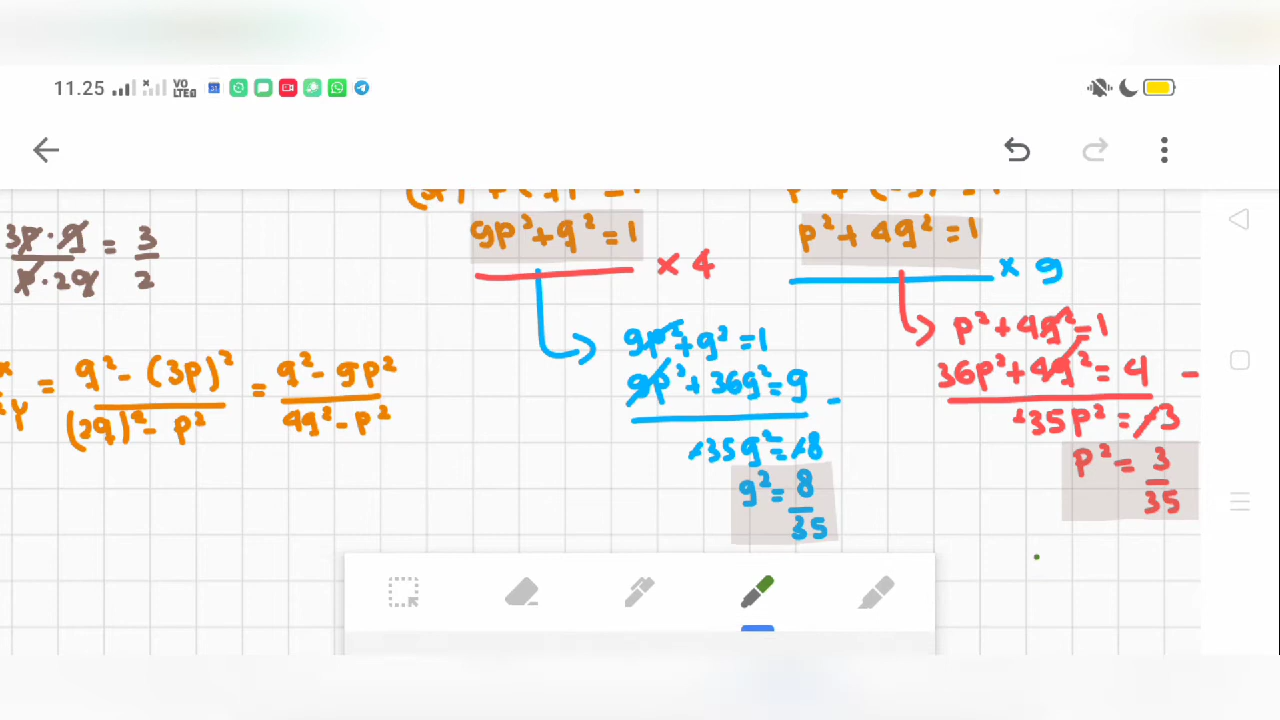 11.25
VO LTE2
9p² + q² = 1
× 4
p² + 4q² = 1
× 9
3p·q/p·2q = 3/2
9p² + q² = 1
9p² + 36q² = 9 -
-35q² = -8
q² = 8/35
p² + 4q² = 1
36p² + 4q² = 4 -
-35p² = -3
p² = 3/35
= q² - (3p)²/(2q)² - p² = q² - 9p²/4q² - p²